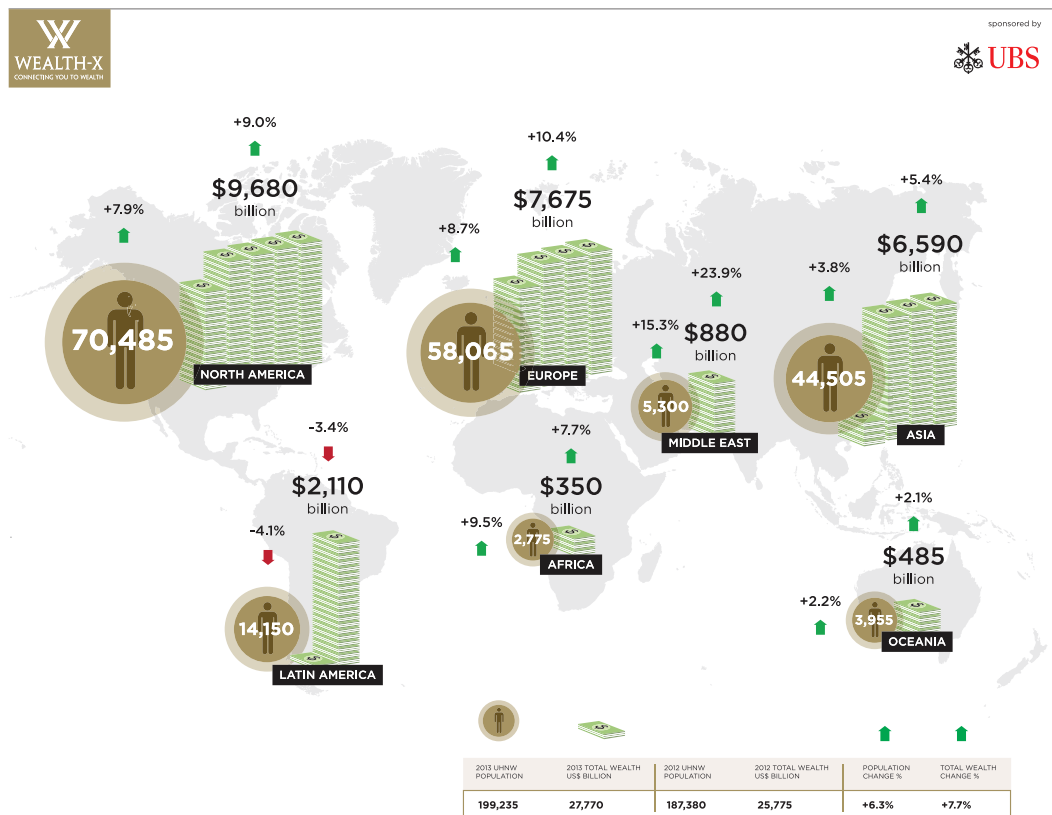 WEALTH-X
CONNECTING YOU TO WEALTH
sponsored by
UBS
+9.0%
$9,680
billion
+7.9%
70,485
NORTH AMERICA
+10.4%
$7,675
billion
+8.7%
58,065
EUROPE
+23.9%
$880
billion
+15.3%
5,300
MIDDLE EAST
+5.4%
$6,590
billion
+3.8%
44,505
ASIA
-3.4%
$2,110
billion
-4.1%
14,150
LATIN AMERICA
+7.7%
$350
billion
+9.5%
2,775
AFRICA
+2.1%
$485
billion
+2.2%
3,955
OCEANIA
2013 UHNW
POPULATION
2013 TOTAL WEALTH
US$ BILLION
2012 UHNW
POPULATION
2012 TOTAL WEALTH
US$ BILLION
POPULATION
CHANGE %
TOTAL WEALTH
CHANGE %
199,235
27,770
187,380
25,775
+6.3%
+7.7%